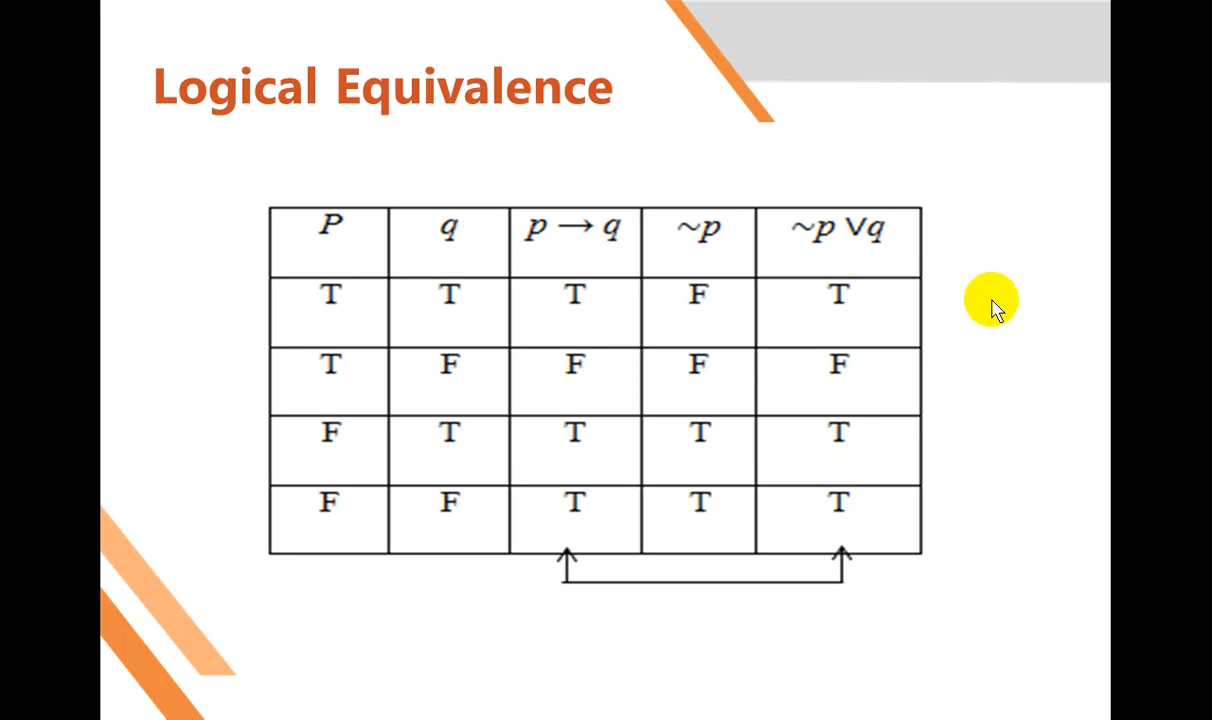 Logical Equivalence
P q p → q ~p ~p ∨q
T T T F T
T F F F F
F T T T T
F F T T T